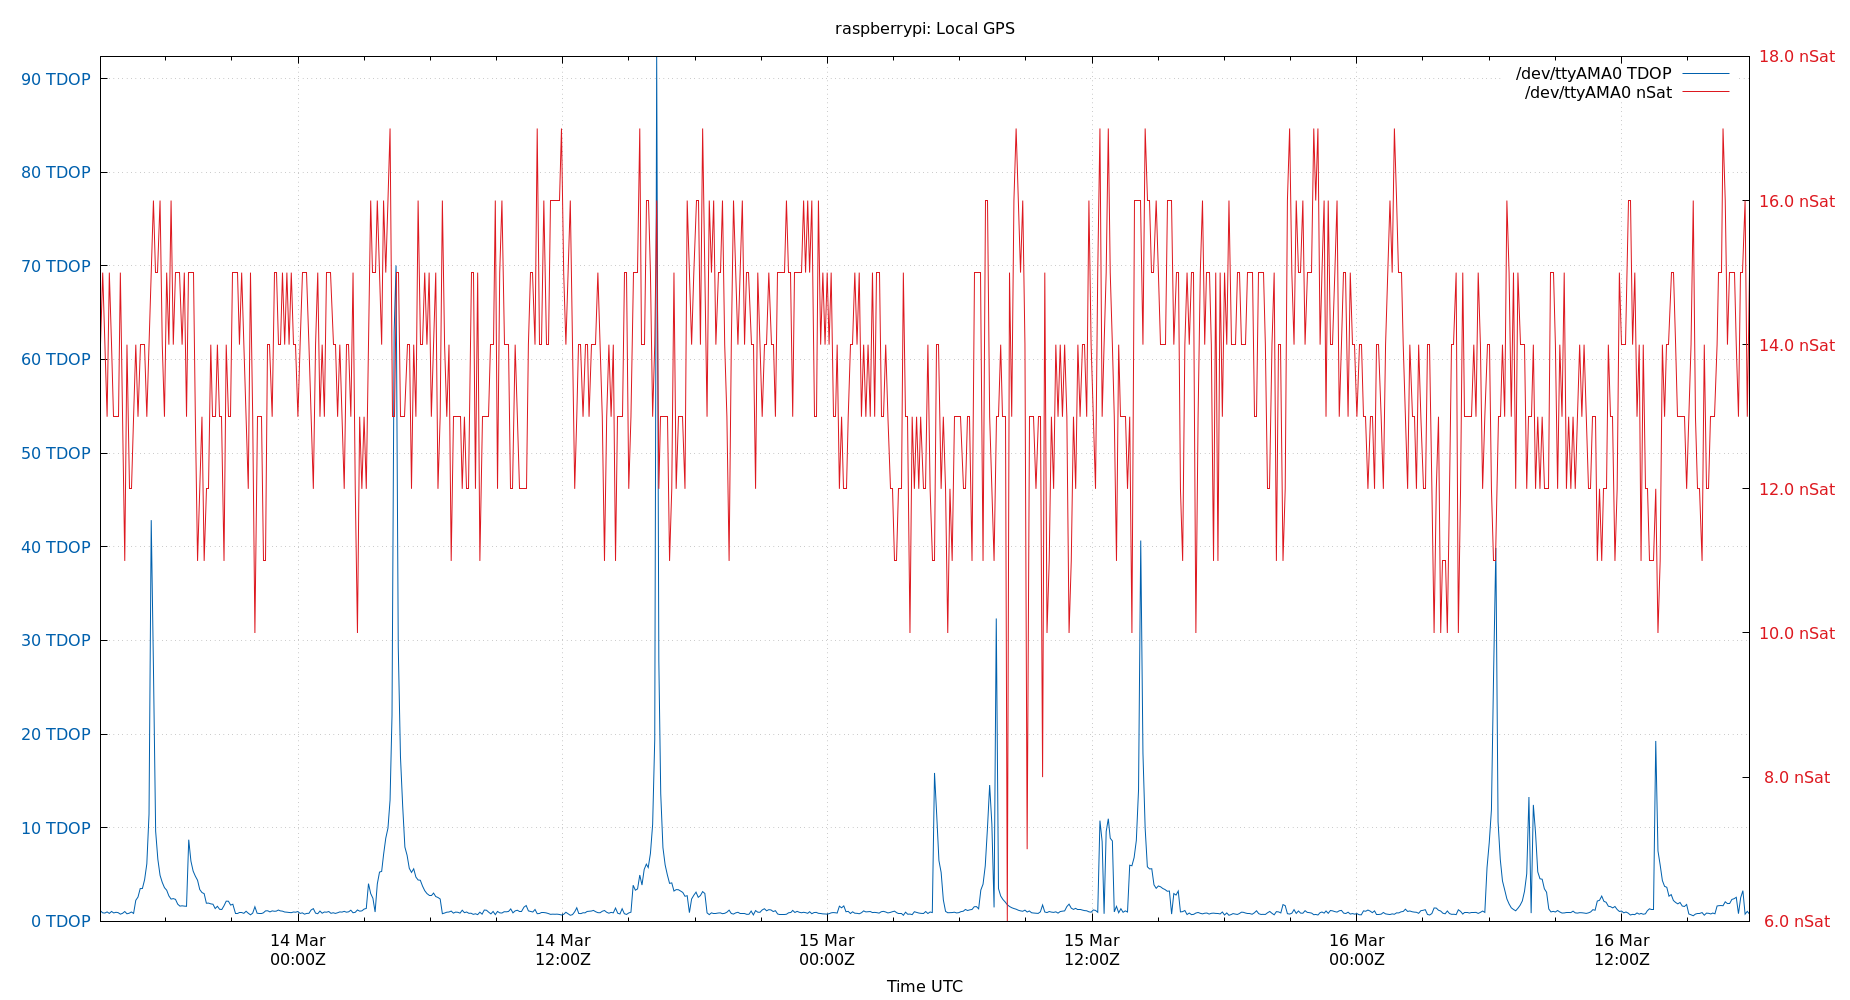 raspberrypi: Local GPS
/dev/ttyAMA0 TDOP
/dev/ttyAMA0 nSat
90 TDOP
80 TDOP
70 TDOP
60 TDOP
50 TDOP
40 TDOP
30 TDOP
20 TDOP
10 TDOP
0 TDOP
18.0 nSat
16.0 nSat
14.0 nSat
12.0 nSat
10.0 nSat
8.0 nSat
6.0 nSat
14 Mar
00:00Z
14 Mar
12:00Z
15 Mar
00:00Z
15 Mar
12:00Z
16 Mar
00:00Z
16 Mar
12:00Z
Time UTC